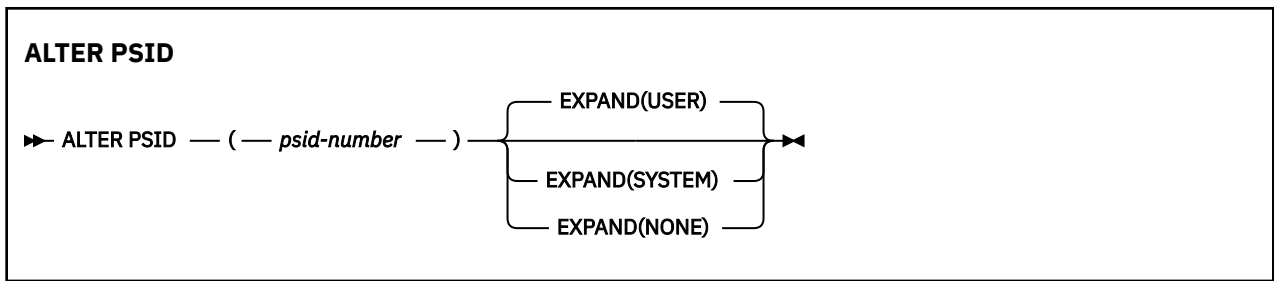 ALTER PSID
EXPAND(USER)
ALTER PSID ( psid-number )
EXPAND(SYSTEM)
EXPAND(NONE)